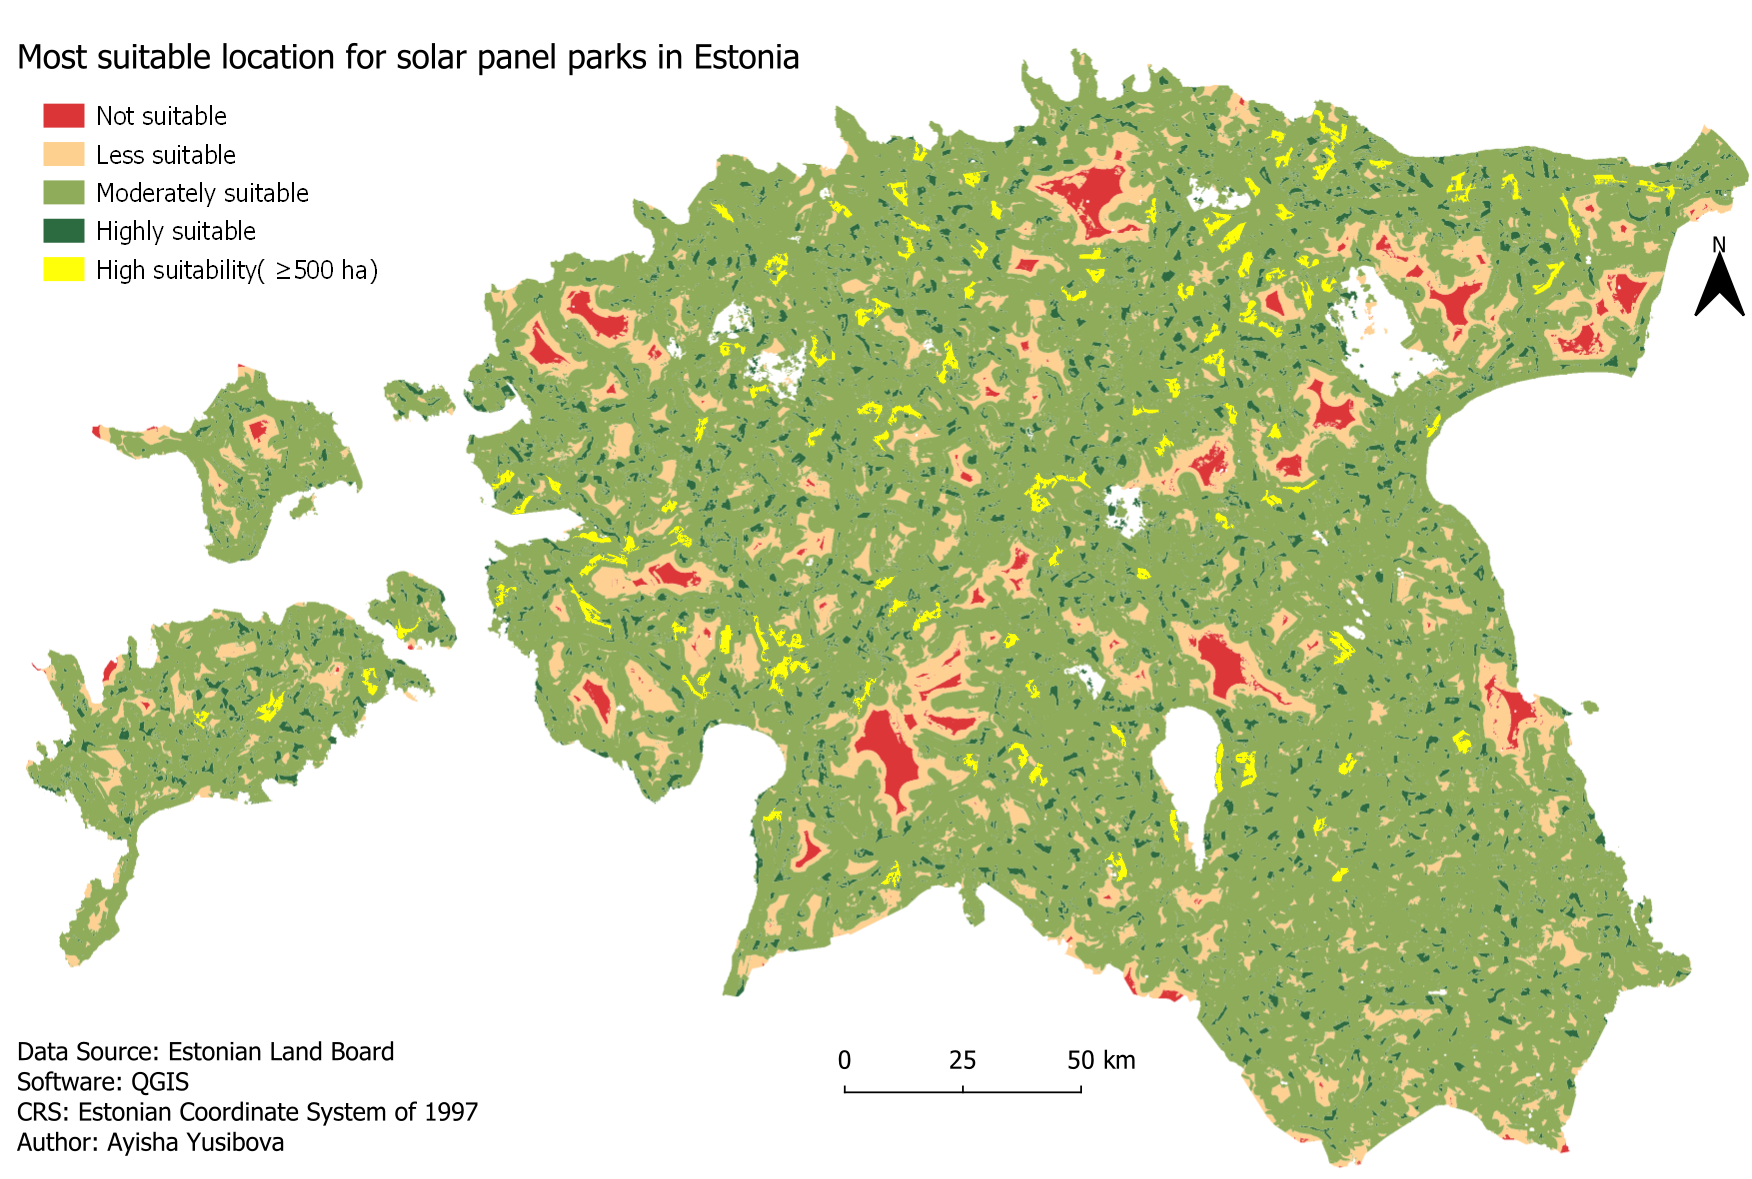 Most suitable location for solar panel parks in Estonia
Not suitable
Less suitable
Moderately suitable
Highly suitable
High suitability( ≥500 ha)
N
0 25 50 km
Data Source: Estonian Land Board
Software: QGIS
CRS: Estonian Coordinate System of 1997
Author: Ayisha Yusibova